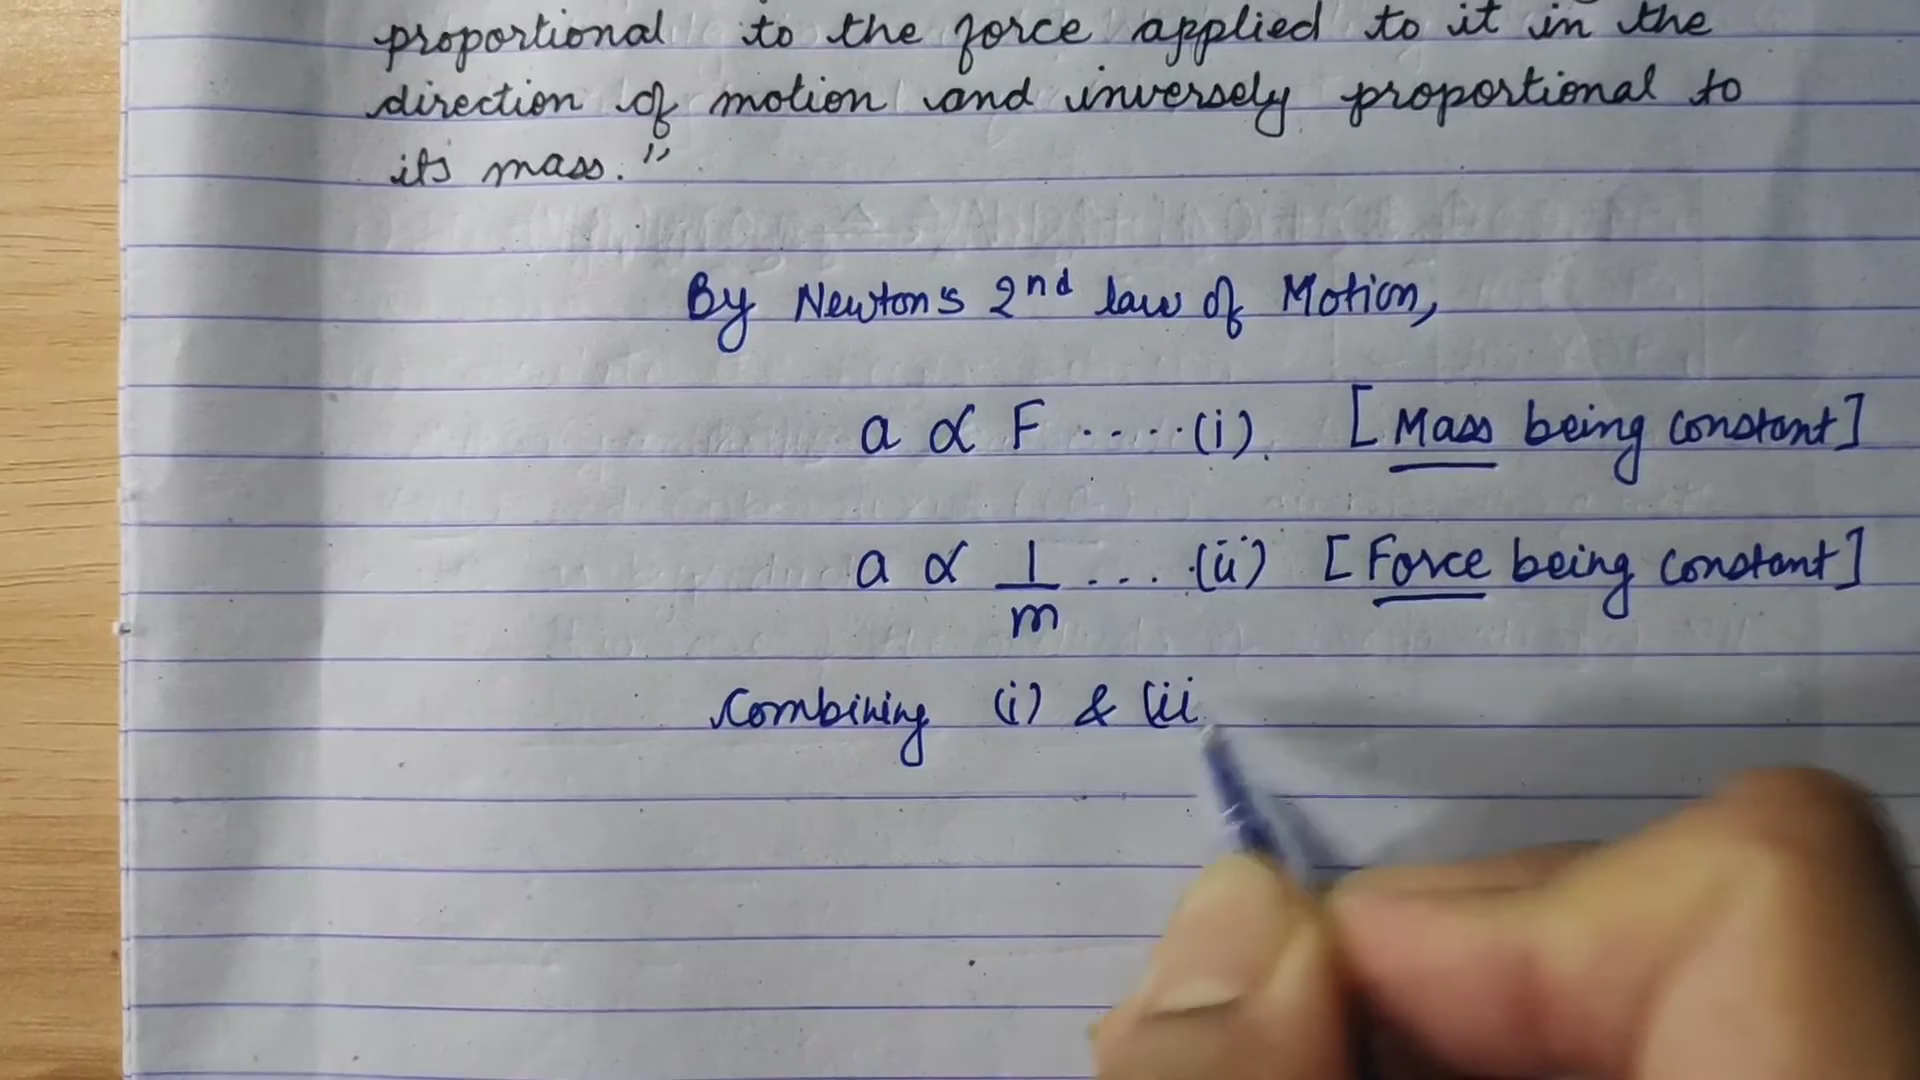 proportional to the force applied to it in the
direction of motion and inversely proportional to
its mass."
By Newton's 2nd law of Motion,
a ∝ F ....(i). [Mass being constant]
a ∝ 1/m ....(ii) [Force being constant]
Combining (i) & (ii